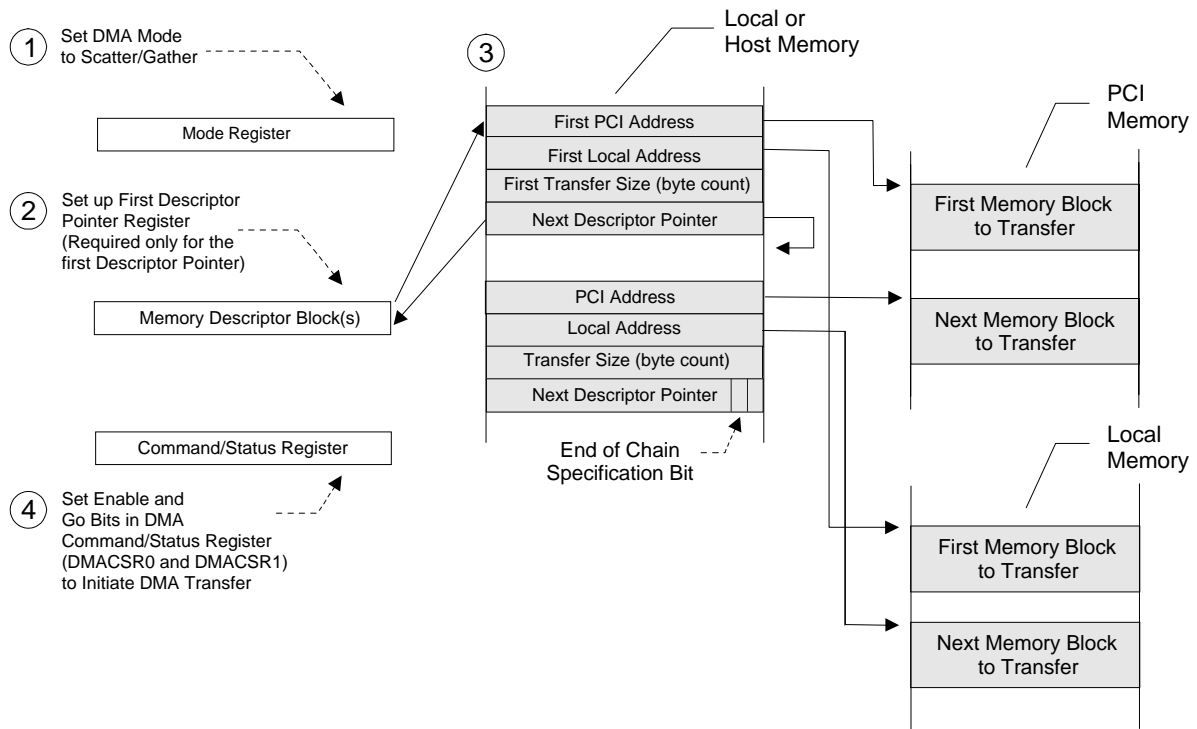 1
Set DMA Mode
to Scatter/Gather
Mode Register
2
Set up First Descriptor
Pointer Register
(Required only for the
first Descriptor Pointer)
Memory Descriptor Block(s)
Command/Status Register
4
Set Enable and
Go Bits in DMA
Command/Status Register
(DMACSR0 and DMACSR1)
to Initiate DMA Transfer
3
Local or
Host Memory
First PCI Address
First Local Address
First Transfer Size (byte count)
Next Descriptor Pointer
PCI Address
Local Address
Transfer Size (byte count)
Next Descriptor Pointer
End of Chain
Specification Bit
PCI
Memory
First Memory Block
to Transfer
Next Memory Block
to Transfer
Local
Memory
First Memory Block
to Transfer
Next Memory Block
to Transfer